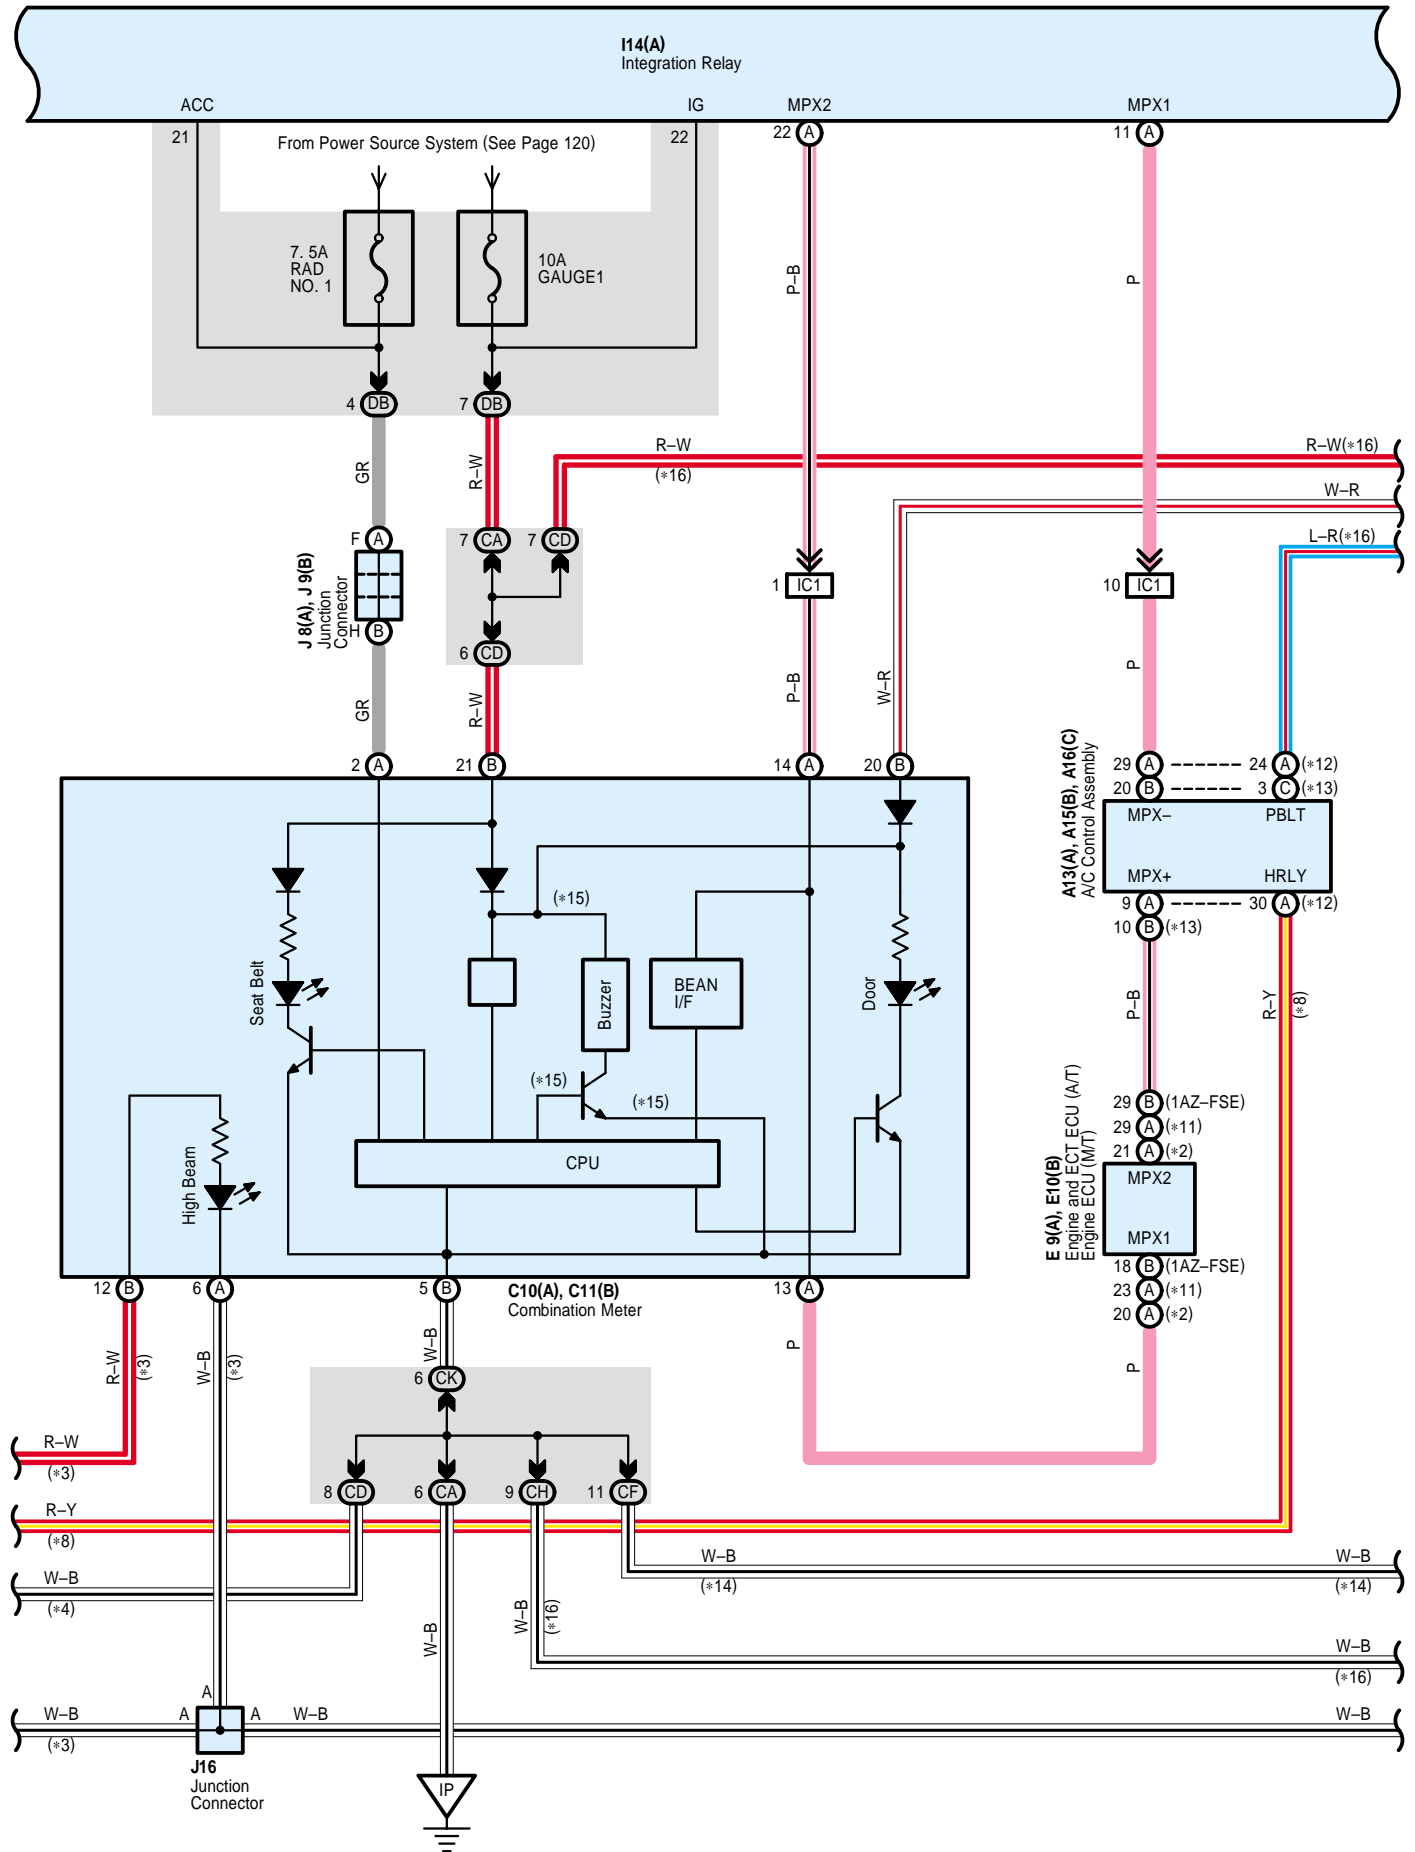 I14(A)
Integration Relay
ACC
IG
MPX2
MPX1
21
From Power Source System (See Page 120)
22
22 A
11 A
7. 5A
RAD
NO. 1
10A
GAUGE1
P–B
P
4 DB
7 DB
GR
R–W
R–W
(∗16)
R–W(∗16)
W–R
L–R(∗16)
F A
7 CA
7 CD
J 8(A), J 9(B)
Junction
Connector
1 IC1
10 IC1
H B
6 CD
GR
R–W
P–B
W–R
P
2 A
21 B
14 A
20 B
29 A
24 A (∗12)
20 B
3 C (∗13)
A13(A), A15(B), A16(C)
A/C Control Assembly
MPX–
PBLT
MPX+
HRLY
9 A
30 A (∗12)
10 B (∗13)
(∗15)
Seat Belt
Buzzer
BEAN
I/F
Door
P–B
R–Y
(∗8)
(∗15)
(∗15)
CPU
High Beam
29 B (1AZ–FSE)
29 A (∗11)
21 A (∗2)
E 9(A), E10(B)
Engine and ECT ECU (A/T)
Engine ECU (M/T)
MPX2
MPX1
18 B (1AZ–FSE)
23 A (∗11)
20 A (∗2)
12 B
6 A
5 B
C10(A), C11(B)
Combination Meter
13 A
R–W
(∗3)
W–B
(∗3)
W–B
P
P
6 CK
R–W
(∗3)
8 CD
6 CA
9 CH
11 CF
R–Y
(∗8)
W–B
(∗14)
W–B
(∗14)
W–B
(∗4)
W–B
W–B
(∗16)
W–B
(∗16)
A
W–B
(∗3)
A
A
W–B
W–B
J16
Junction
Connector
IP